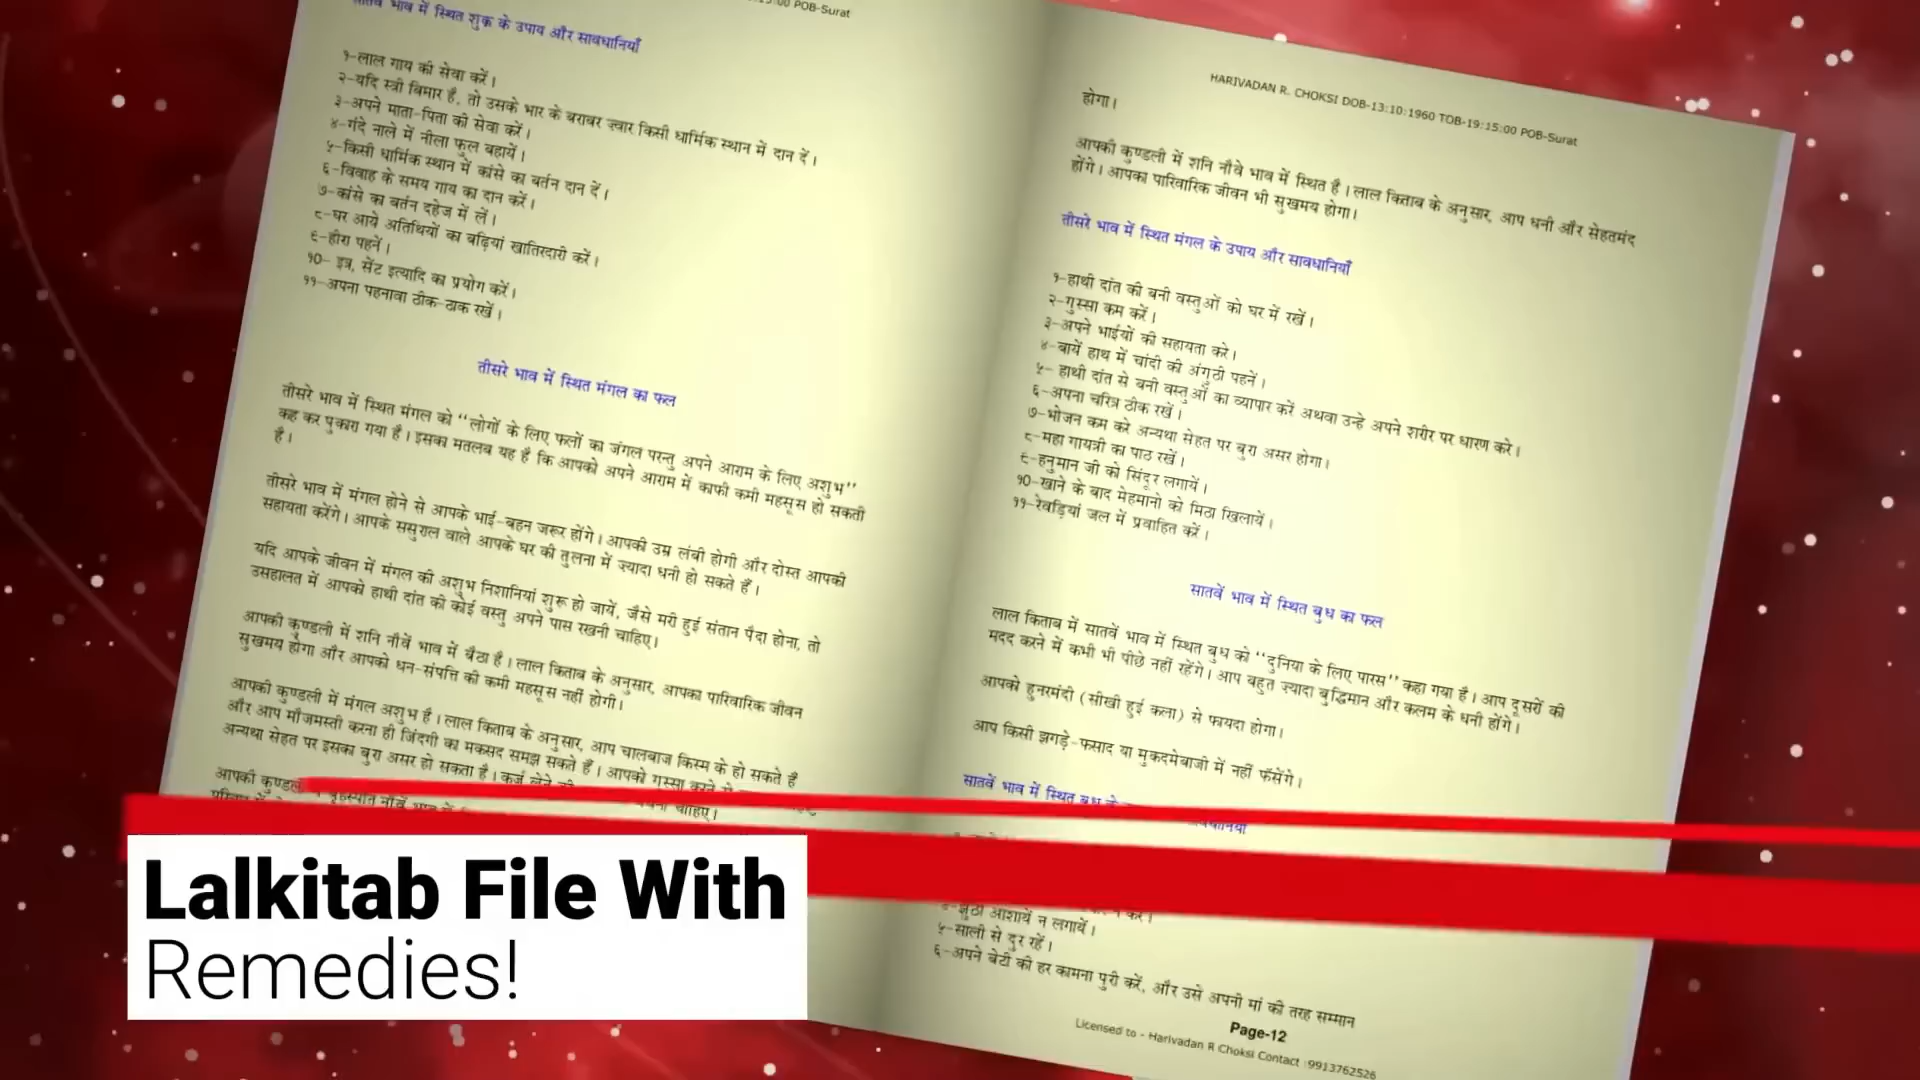 :15:00 POB-Surat
सातवें भाव में स्थित शुक्र के उपाय और सावधानियाँ
१-लाल गाय की सेवा करें।
२-यदि स्त्री बिमार है, तो उसके भार के बराबर ज्वार किसी धार्मिक स्थान में दान दें।
३-अपने माता-पिता की सेवा करें।
४-गंदे नाले में नीला फुल बहायें।
५-किसी धार्मिक स्थान में कांसे का बर्तन दान दें।
६-विवाह के समय गाय का दान करें।
७-कांसे का बर्तन दहेज में लें।
८-घर आये अतिथियों का बढ़ियां खातिरदारी करें।
९-हीरा पहनें।
१०- इत्र, सेंट इत्यादि का प्रयोग करें।
११-अपना पहनावा ठीक-ठाक रखें।
तीसरे भाव में स्थित मंगल का फल
तीसरे भाव में स्थित मंगल को "लोगों के लिए फलों का जंगल परन्तु अपने आराम के लिए अशुभ"
कह कर पुकारा गया है। इसका मतलब यह है कि आपको अपने आराम में काफी कमी महसूस हो सकती
है।
तीसरे भाव में मंगल होने से आपके भाई-बहन जरूर होंगे। आपकी उम्र लंबी होगी और दोस्त आपकी
सहायता करेंगे। आपके ससुराल वाले आपके घर की तुलना में ज्यादा धनी हो सकते हैं।
यदि आपके जीवन में मंगल की अशुभ निशानियां शुरू हो जायें, जैसे मरी हुई संतान पैदा होना, तो
उसहालत में आपको हाथी दांत की कोई वस्तु अपने पास रखनी चाहिए।
आपकी कुण्डली में शनि नौवें भाव में बैठा है। लाल किताब के अनुसार, आपका पारिवारिक जीवन
सुखमय होगा और आपको धन-संपत्ति की कमी महसूस नहीं होगी।
आपकी कुण्डली में मंगल अशुभ है। लाल किताब के अनुसार, आप चालबाज किस्म के हो सकते हैं
और आप मौजमस्ती करना ही जिंदगी का मकसद समझ सकते हैं। आपको गुस्सा करने से
अन्यथा सेहत पर इसका बुरा असर हो सकता है। कर्ज लेने चाहिए।
आपकी कुण्डल बृहस्पति नौवें भाव में
HARIVADAN R. CHOKSI DOB-13:10:1960 TOB-19:15:00 POB-Surat
होगा।
आपकी कुण्डली में शनि नौवे भाव में स्थित है। लाल किताब के अनुसार, आप धनी और सेहतमंद
होंगे। आपका पारिवारिक जीवन भी सुखमय होगा।
तीसरे भाव में स्थित मंगल के उपाय और सावधानियाँ
१-हाथी दांत की बनी वस्तुओं को घर में रखें।
२-गुस्सा कम करें।
३-अपने भाईयों की सहायता करे।
४-बायें हाथ में चांदी की अंगुठी पहनें।
५- हाथी दांत से बनी वस्तुओं का व्यापार करें अथवा उन्हे अपने शरीर पर धारण करे।
६-अपना चरित्र ठीक रखें।
७-भोजन कम करे अन्यथा सेहत पर बुरा असर होगा।
८-महा गायत्री का पाठ रखें।
९-हनुमान जी को सिंदूर लगायें।
१०-खाने के बाद मेहमानो को मिठा खिलायें।
११-रेवड़ियां जल में प्रवाहित करें।
सातवें भाव में स्थित बुध का फल
लाल किताब में सातवें भाव में स्थित बुध को "दुनिया के लिए पारस" कहा गया है। आप दूसरों की
मदद करने में कभी भी पीछे नहीं रहेंगे। आप बहुत ज्यादा बुद्धिमान और कलम के धनी होंगे।
आपको हुनरमंदी (सीखी हुई कला) से फायदा होगा।
आप किसी झगड़े-फसाद या मुकदमेबाजी में नहीं फँसेंगे।
सातवें भाव में स्थित बुध के
४-झुठी आशायें न लगायें।
५-साली से दुर रहें।
६-अपने बेटी की हर कामना पुरी करें, और उसे अपनी मां की तरह सम्मान
Page-12
Licensed to - Harivadan R Choksi Contact :9913762526
Lalkitab File With
Remedies!